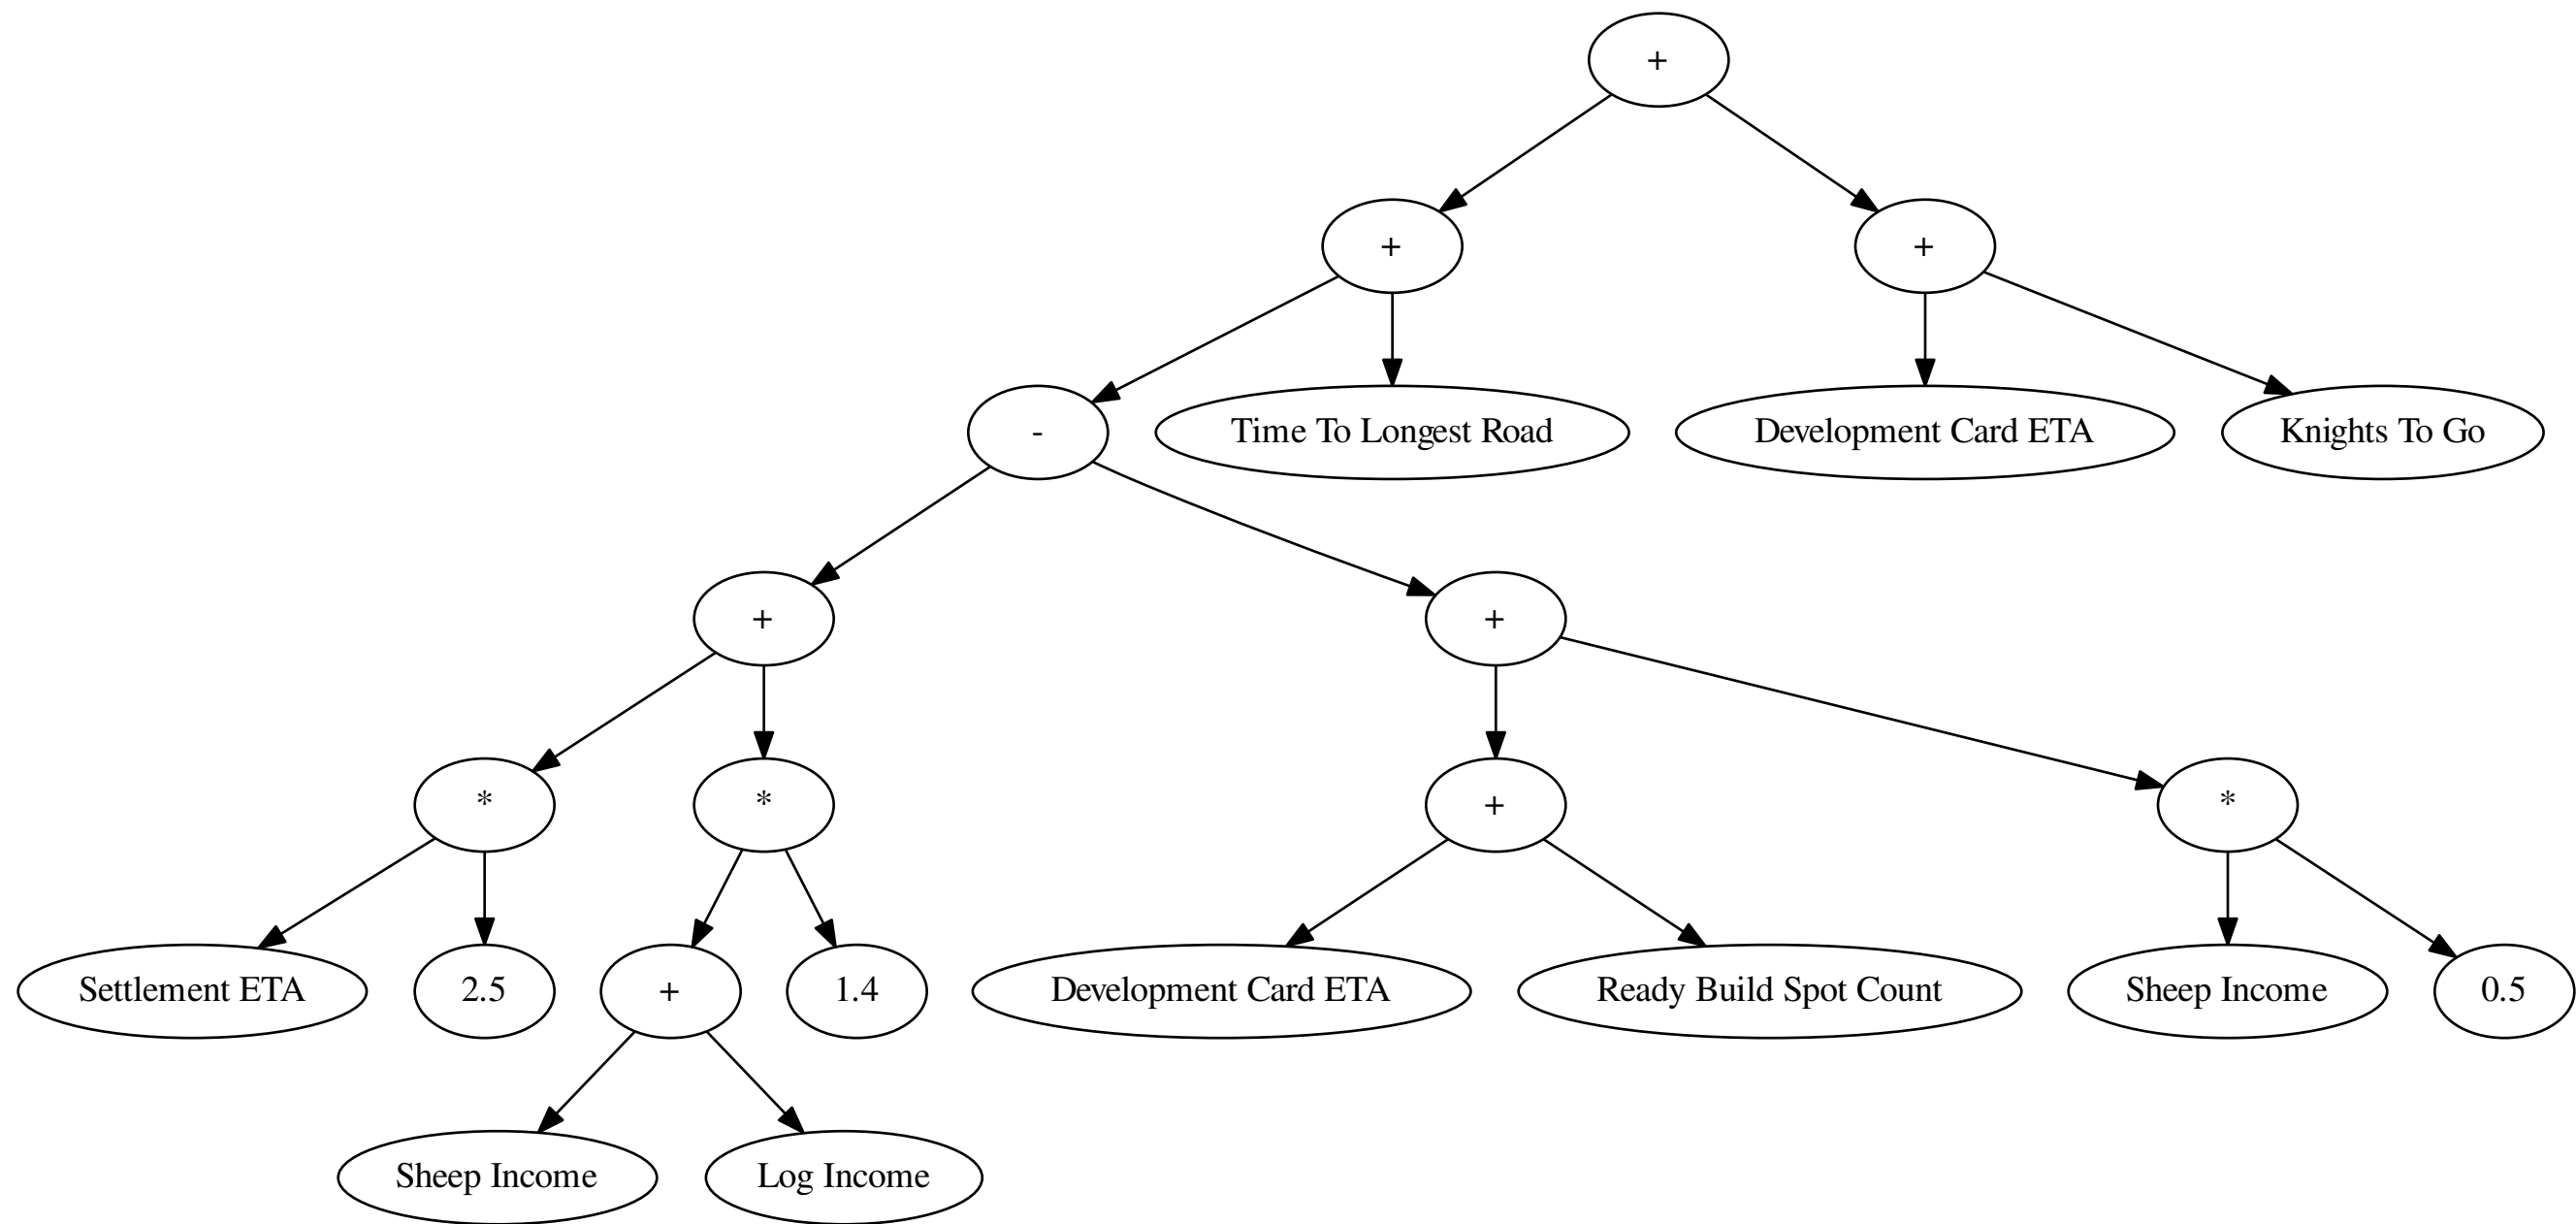 +
+
+
-
Time To Longest Road
Development Card ETA
Knights To Go
+
+
*
*
+
*
Settlement ETA
2.5
+
1.4
Development Card ETA
Ready Build Spot Count
Sheep Income
0.5
Sheep Income
Log Income